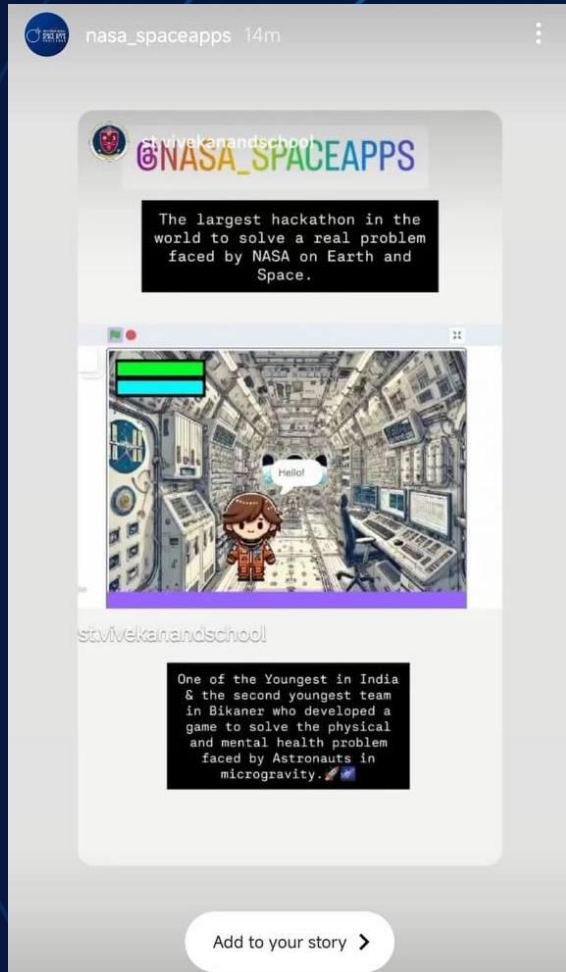 nasa_spaceapps 14m
st.vivekanandschool
@NASA_SPACEAPPS
The largest hackathon in the
world to solve a real problem
faced by NASA on Earth and
Space.
Hello!
st.vivekanandschool
One of the Youngest in India
& the second youngest team
in Bikaner who developed a
game to solve the physical
and mental health problem
faced by Astronauts in
microgravity.🚀🌌
Add to your story